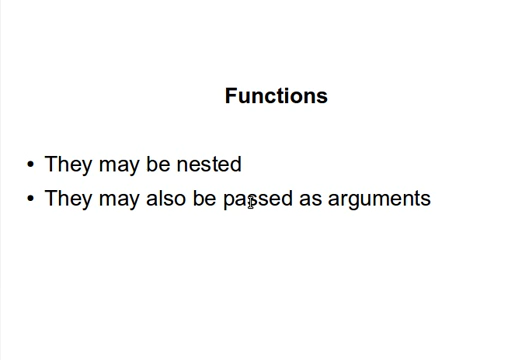 Functions
• They may be nested
• They may also be passed as arguments